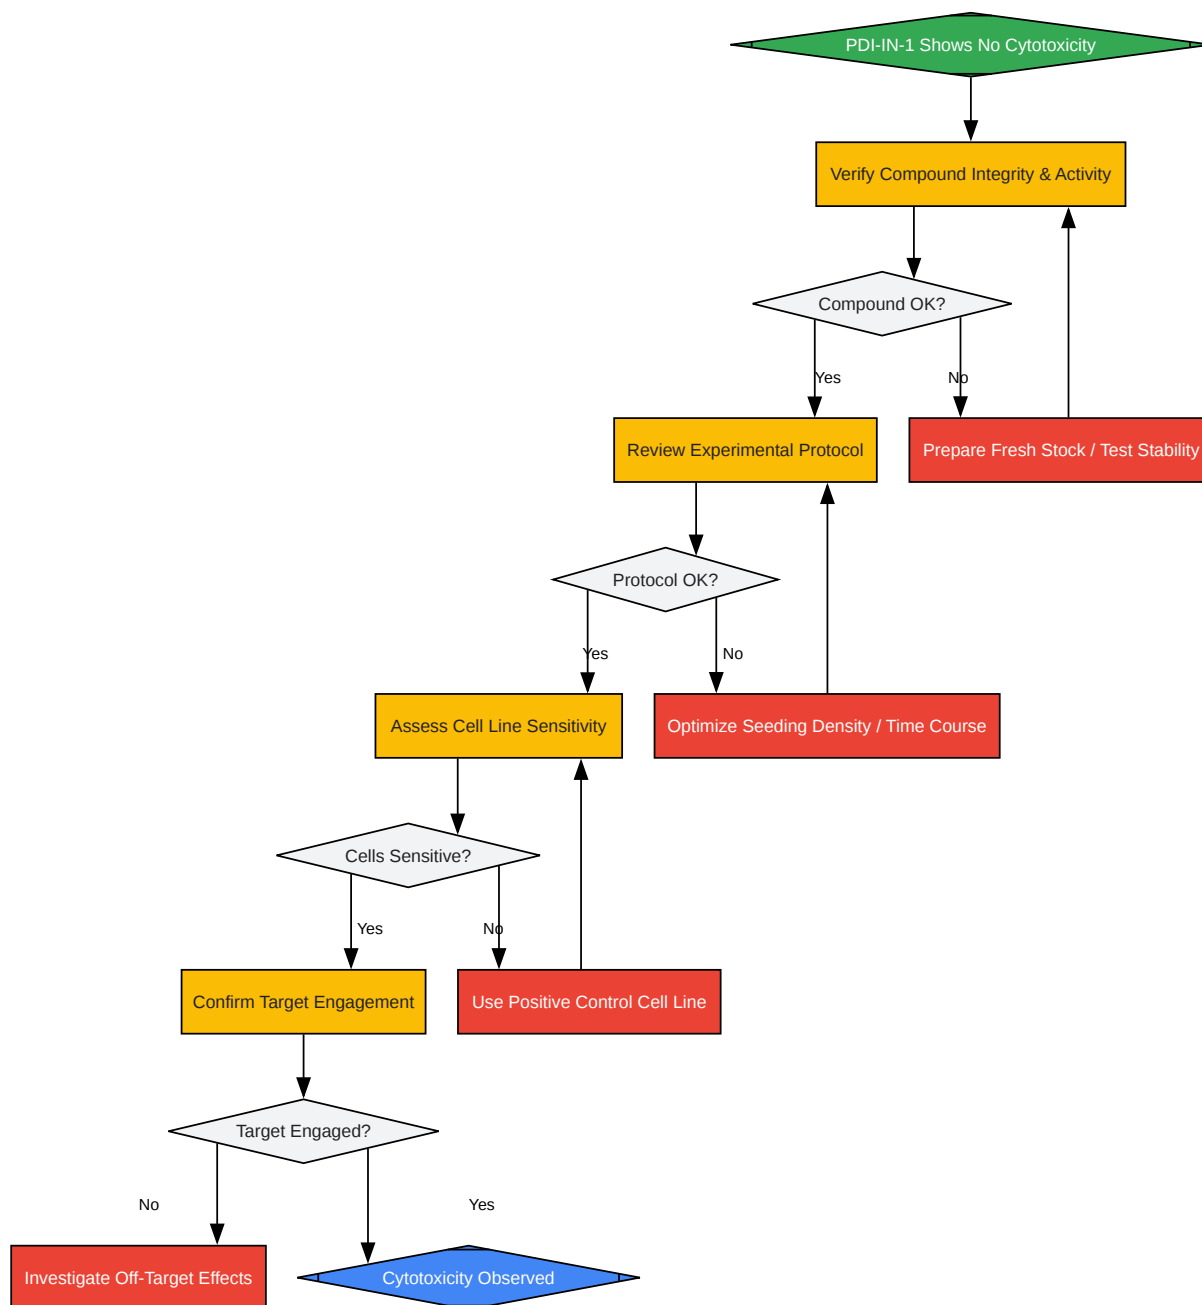 PDI-IN-1 Shows No Cytotoxicity
Verify Compound Integrity & Activity
Compound OK?
Yes
No
Review Experimental Protocol
Prepare Fresh Stock / Test Stability
Protocol OK?
Yes
No
Assess Cell Line Sensitivity
Optimize Seeding Density / Time Course
Cells Sensitive?
Yes
No
Confirm Target Engagement
Use Positive Control Cell Line
Target Engaged?
No
Yes
Investigate Off-Target Effects
Cytotoxicity Observed